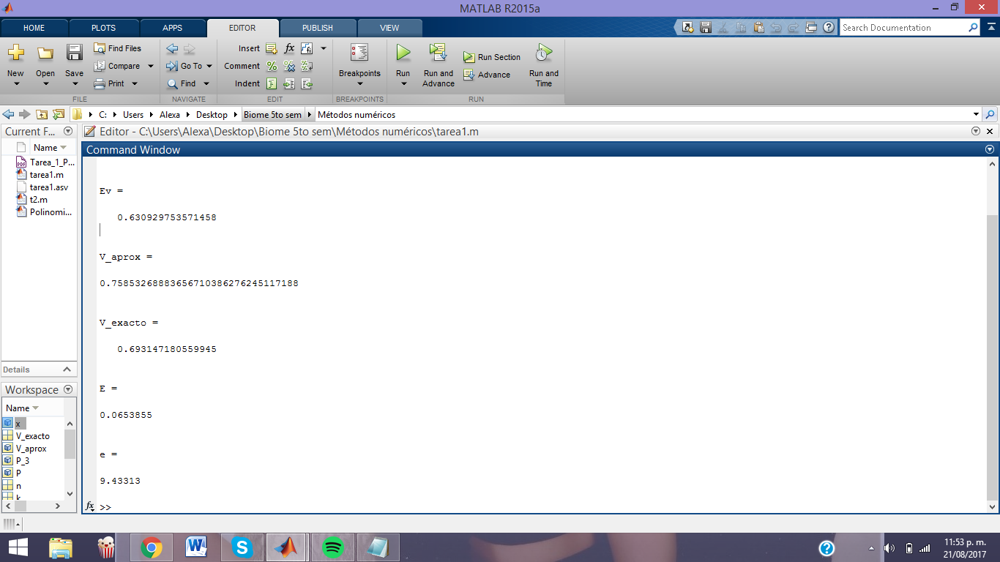 MATLAB R2015a
HOME PLOTS APPS EDITOR PUBLISH VIEW
Search Documentation
New Open Save
Find Files
Compare
Print
FILE
Go To
Find
NAVIGATE
Insert
Comment
Indent
EDIT
Breakpoints
BREAKPOINTS
Run
Run and Advance
Run Section
Advance
Run and Time
RUN
C: Users Alexa Desktop Biome 5to sem Métodos numéricos
Current F...
Name
Tarea_1_P...
tarea1.m
tarea1.asv
t2.m
Polinomi...
Details
Workspace
Name
x
V_exacto
V_aprox
P_3
P
n
k
Editor - C:\Users\Alexa\Desktop\Biome 5to sem\Métodos numéricos\tarea1.m
Command Window
Ev =
0.630929753571458
V_aprox =
0.75853268883656710386276245117188
V_exacto =
0.693147180559945
E =
0.0653855
e =
9.43313
fx >>
11:53 p. m.
21/08/2017